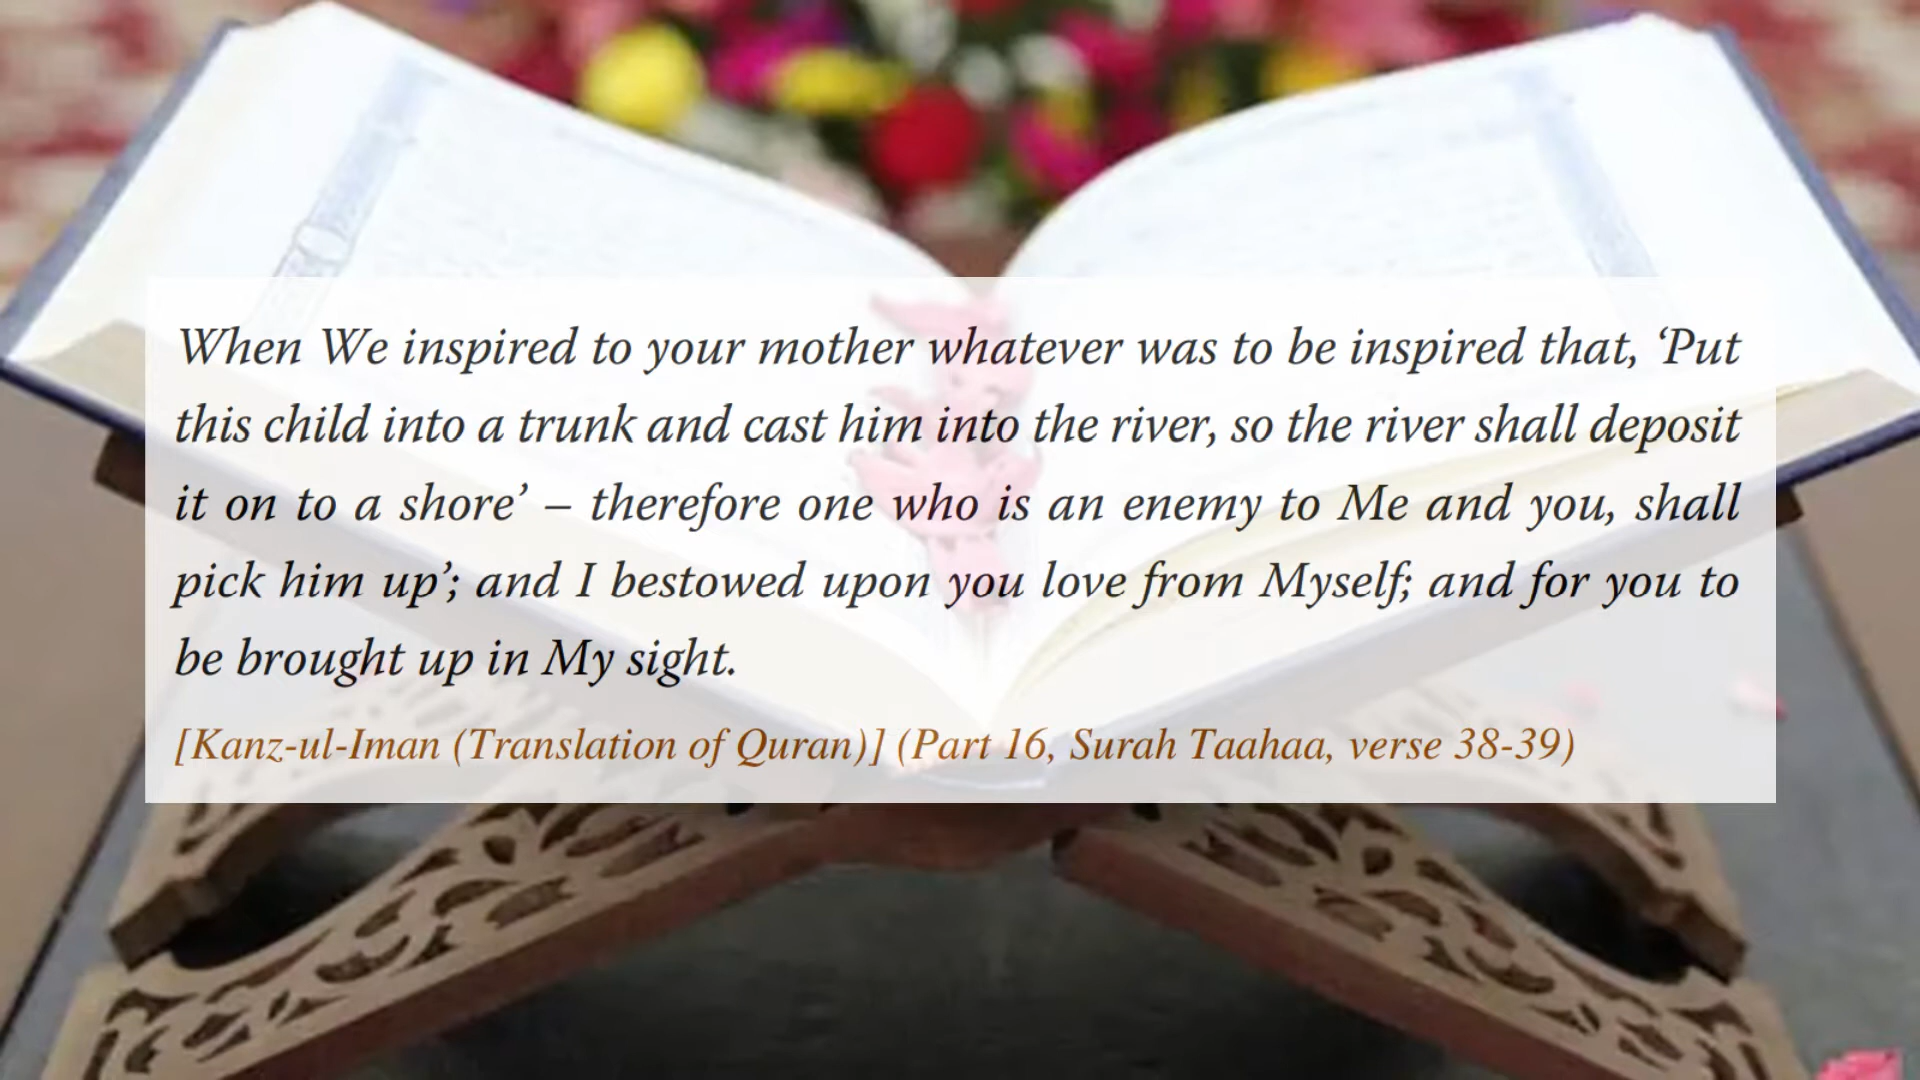 When We inspired to your mother whatever was to be inspired that, ‘Put
this child into a trunk and cast him into the river, so the river shall deposit
it on to a shore’ – therefore one who is an enemy to Me and you, shall
pick him up’; and I bestowed upon you love from Myself; and for you to
be brought up in My sight.
[Kanz-ul-Iman (Translation of Quran)] (Part 16, Surah Taahaa, verse 38-39)